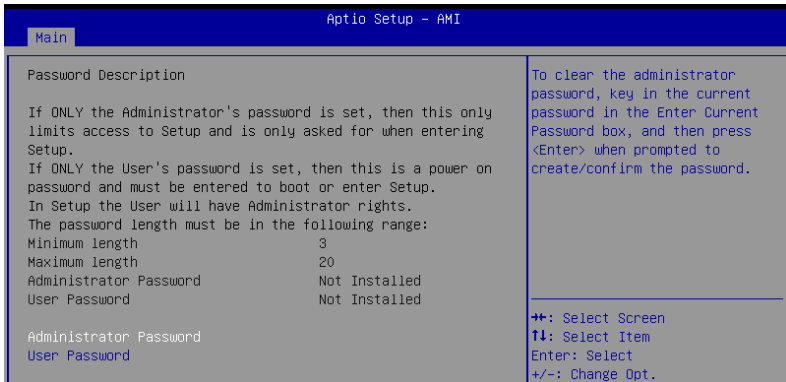 Aptio Setup – AMI
Main
Password Description
If ONLY the Administrator's password is set, then this only
limits access to Setup and is only asked for when entering
Setup.
If ONLY the User's password is set, then this is a power on
password and must be entered to boot or enter Setup.
In Setup the User will have Administrator rights.
The password length must be in the following range:
Minimum length 3
Maximum length 20
Administrator Password Not Installed
User Password Not Installed
Administrator Password
User Password
To clear the administrator
password, key in the current
password in the Enter Current
Password box, and then press
<Enter> when prompted to
create/confirm the password.
→←: Select Screen
↑↓: Select Item
Enter: Select
+/-: Change Opt.